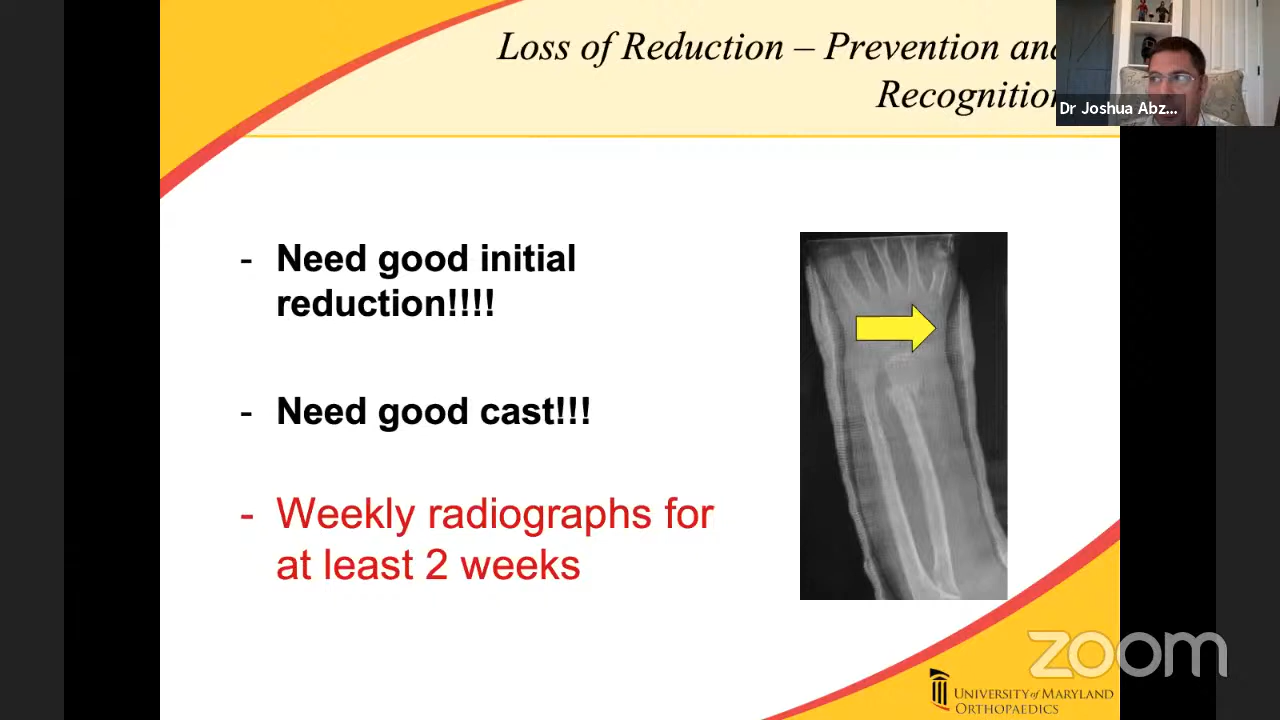 Loss of Reduction – Prevention and
Recognition
Dr Joshua Abz...
- Need good initial
reduction!!!!
- Need good cast!!!
- Weekly radiographs for
at least 2 weeks
zoom
UNIVERSITY of MARYLAND
ORTHOPAEDICS